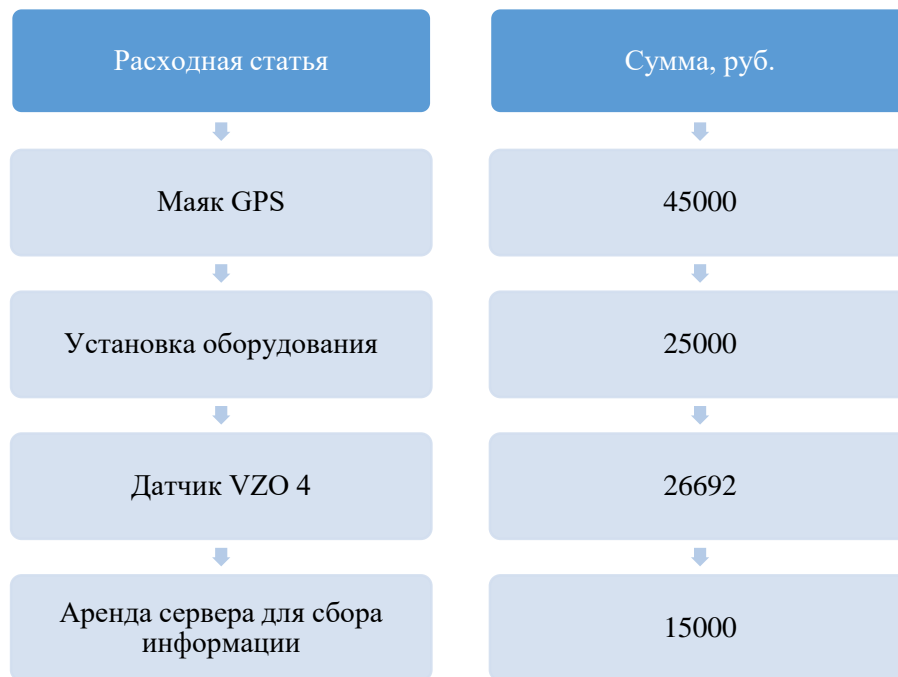 Расходная статья
Сумма, руб.
Маяк GPS
45000
Установка оборудования
25000
Датчик VZO 4
26692
Аренда сервера для сбора
информации
15000